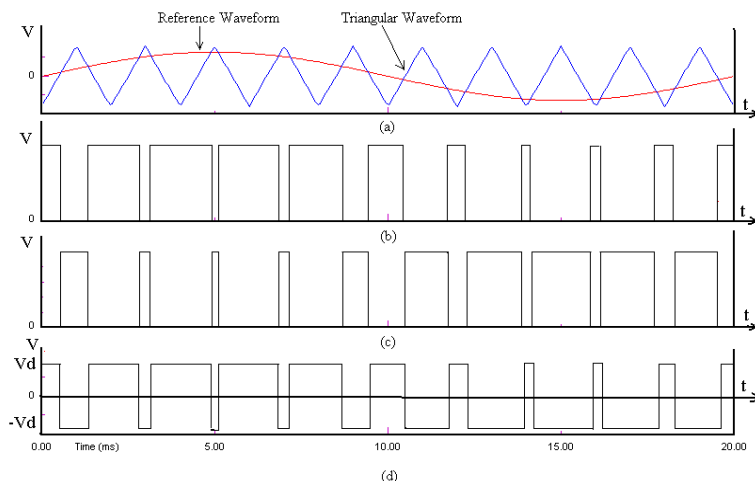 Reference Waveform
Triangular Waveform
V
0
t
(a)
V
0
t
(b)
0
t
(c)
V
Vd
0
t
-Vd
0.00 Time (ms) 5.00 10.00 15.00 20.00
(d)